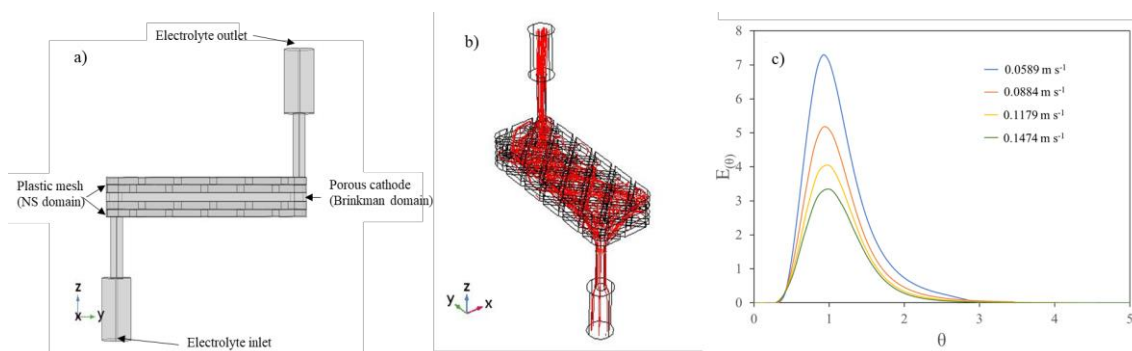 a)
Electrolyte outlet
Plastic mesh
(NS domain)
Porous cathode
(Brinkman domain)
z
x y
Electrolyte inlet
b)
z
y x
c)
0.0589 m s-1
0.0884 m s-1
0.1179 m s-1
0.1474 m s-1
E(θ)
8
7
6
5
4
3
2
1
0
0 1 2 3 4 5
θ